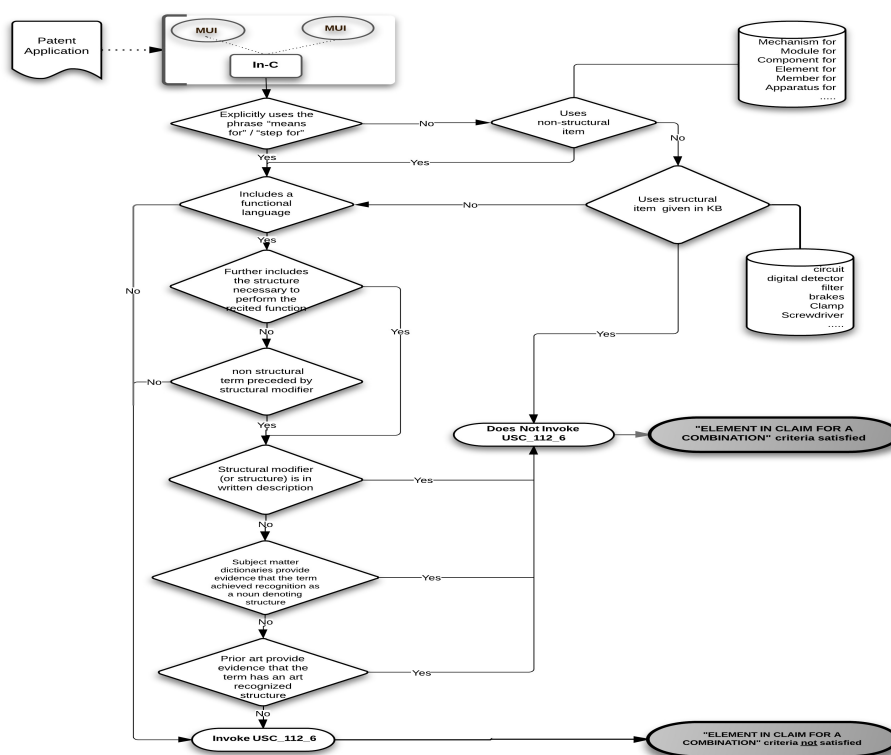 Patent
Application
MUI
MUI
In-C
Mechanism for
Module for
Component for
Element for
Member for
Apparatus for
.....
Explicitly uses the
phrase "means
for" / "step for"
No
Uses
non-structural
item
Yes
Yes
No
Includes a
functional
language
No
Uses structural
item given in KB
Yes
No
Further includes
the structure
necessary to
perform the
recited function
circuit
digital detector
filter
brakes
Clamp
Screwdriver
.....
No
Yes
Yes
non structural
term preceded by
structural modifier
No
Yes
Does Not Invoke
USC_112_6
"ELEMENT IN CLAIM FOR A
COMBINATION" criteria satisfied
Structural modifier
(or structure) is in
written description
Yes
No
Subject matter
dictionaries provide
evidence that the term
achieved recognition as
a noun denoting
structure
Yes
No
Prior art provide
evidence that the
term has an art
recognized
structure
Yes
No
Invoke USC_112_6
"ELEMENT IN CLAIM FOR A
COMBINATION" criteria not satisfied